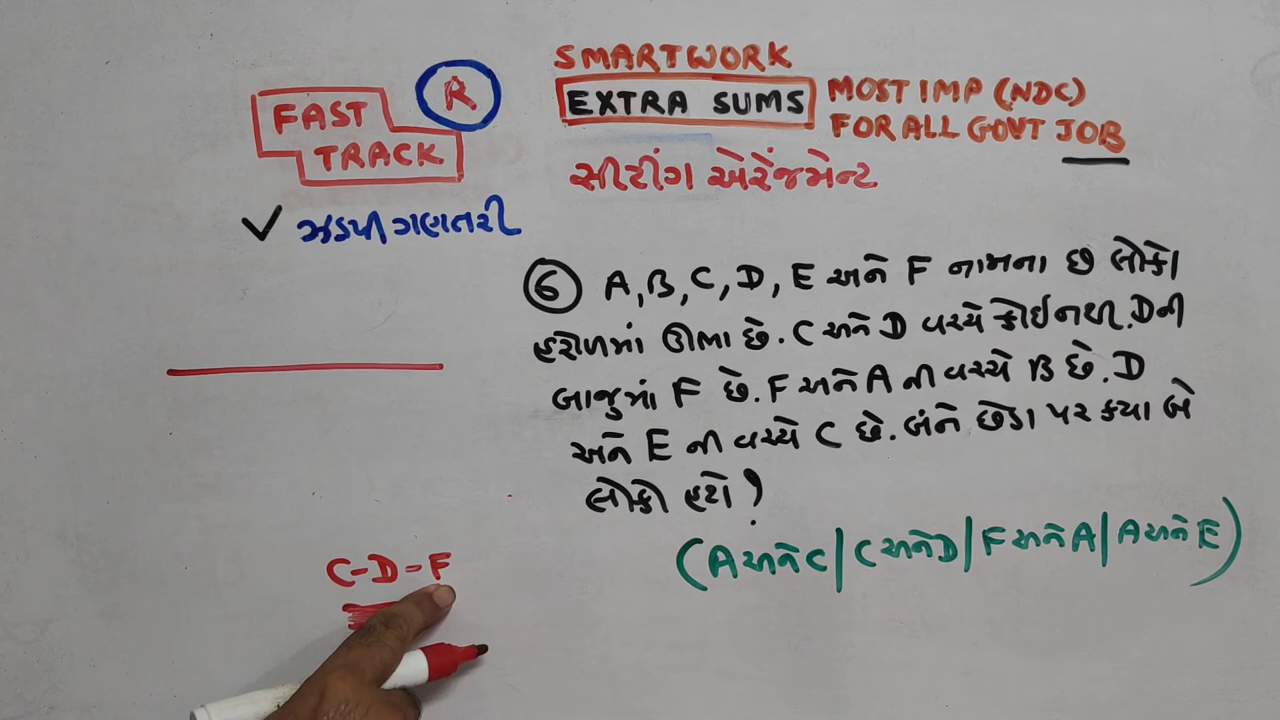 FAST
TRACK
R
✓ ઝડપી ગણતરી
SMARTWORK
EXTRA SUMS
MOST IMP (NDC)
FOR ALL GOVT JOB
સીટીંગ એરેંજમેન્ટ
6 A, B, C, D, E અને F નામના છ લોકો
હરોળમાં ઊભા છે. C અને D વચ્ચે કોઈ નથી. D ની
બાજુમાં F છે. F અને A ની વચ્ચે B છે. D
અને E ની વચ્ચે C છે. બંને છેડા પર કયા બે
લોકો હશે?
(A અને C | C અને D | F અને A | A અને E)
C-D-F